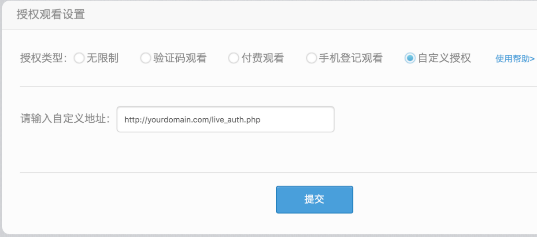 授权观看设置
授权类型: 无限制 验证码观看 付费观看 手机登记观看 自定义授权 使用帮助>
请输入自定义地址: http://yourdomain.com/live_auth.php
提交